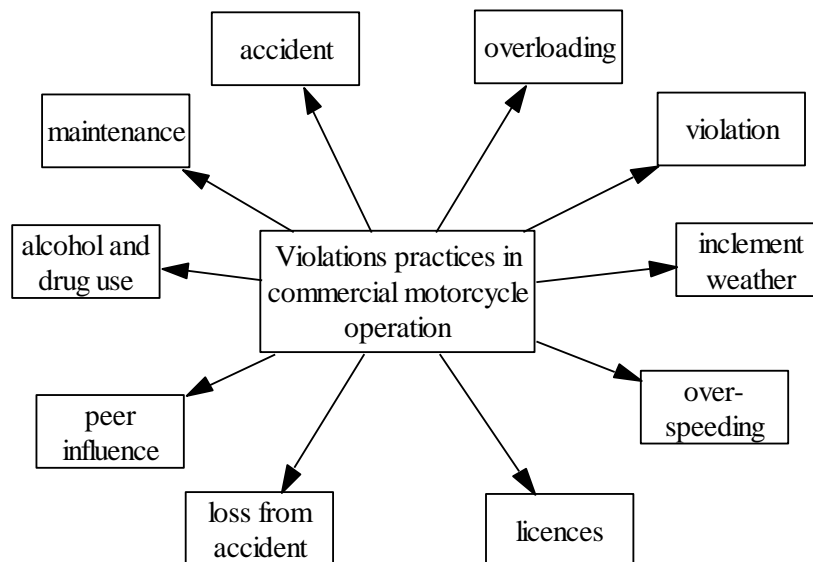 accident
overloading
maintenance
violation
alcohol and
drug use
Violations practices in
commercial motorcycle
operation
inclement
weather
peer
influence
over-
speeding
loss from
accident
licences